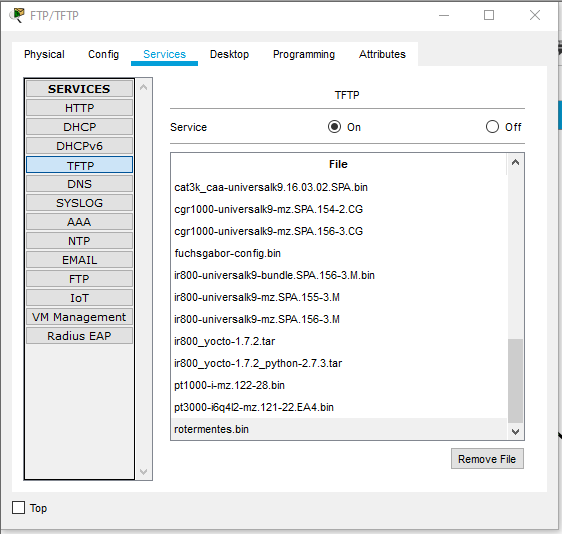 FTP/TFTP
Physical Config Services Desktop Programming Attributes
SERVICES
HTTP
DHCP
DHCPv6
TFTP
DNS
SYSLOG
AAA
NTP
EMAIL
FTP
IoT
VM Management
Radius EAP
TFTP
Service On Off
File
cat3k_caa-universalk9.16.03.02.SPA.bin
cgr1000-universalk9-mz.SPA.154-2.CG
cgr1000-universalk9-mz.SPA.156-3.CG
fuchsgabor-config.bin
ir800-universalk9-bundle.SPA.156-3.M.bin
ir800-universalk9-mz.SPA.155-3.M
ir800-universalk9-mz.SPA.156-3.M
ir800_yocto-1.7.2.tar
ir800_yocto-1.7.2_python-2.7.3.tar
pt1000-i-mz.122-28.bin
pt3000-i6q4l2-mz.121-22.EA4.bin
rotermentes.bin
Remove File
Top